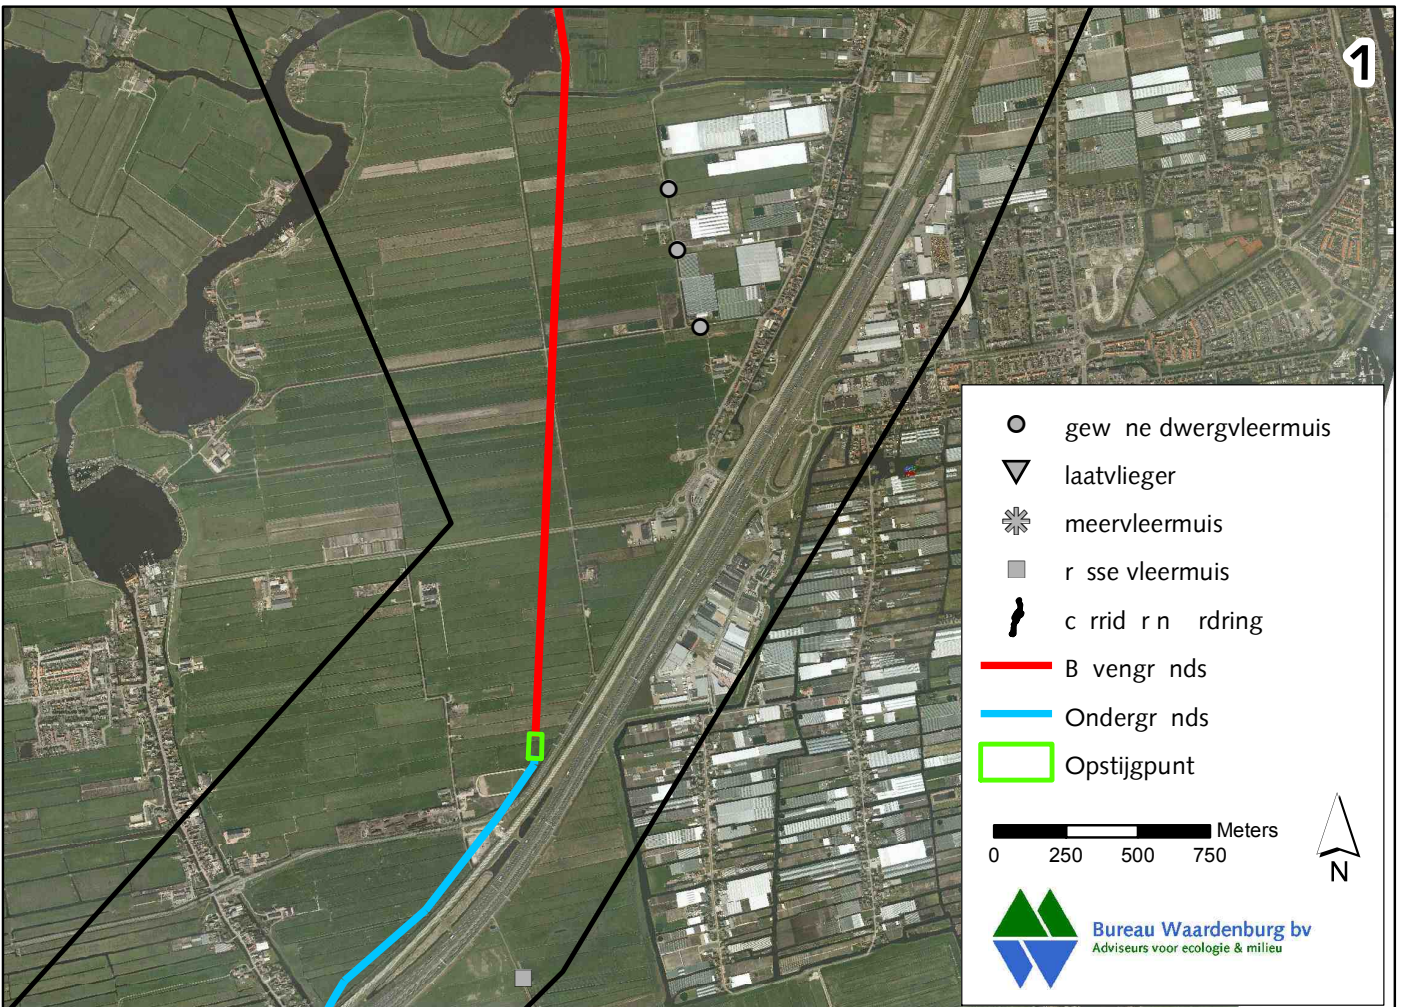 1
gew ne dwergvleermuis
laatvlieger
meervleermuis
r sse vleermuis
c rrid r n rdring
B vengr nds
Ondergr nds
Opstijgpunt
Meters
0 250 500 750
N
Bureau Waardenburg bv
Adviseurs voor ecologie & milieu